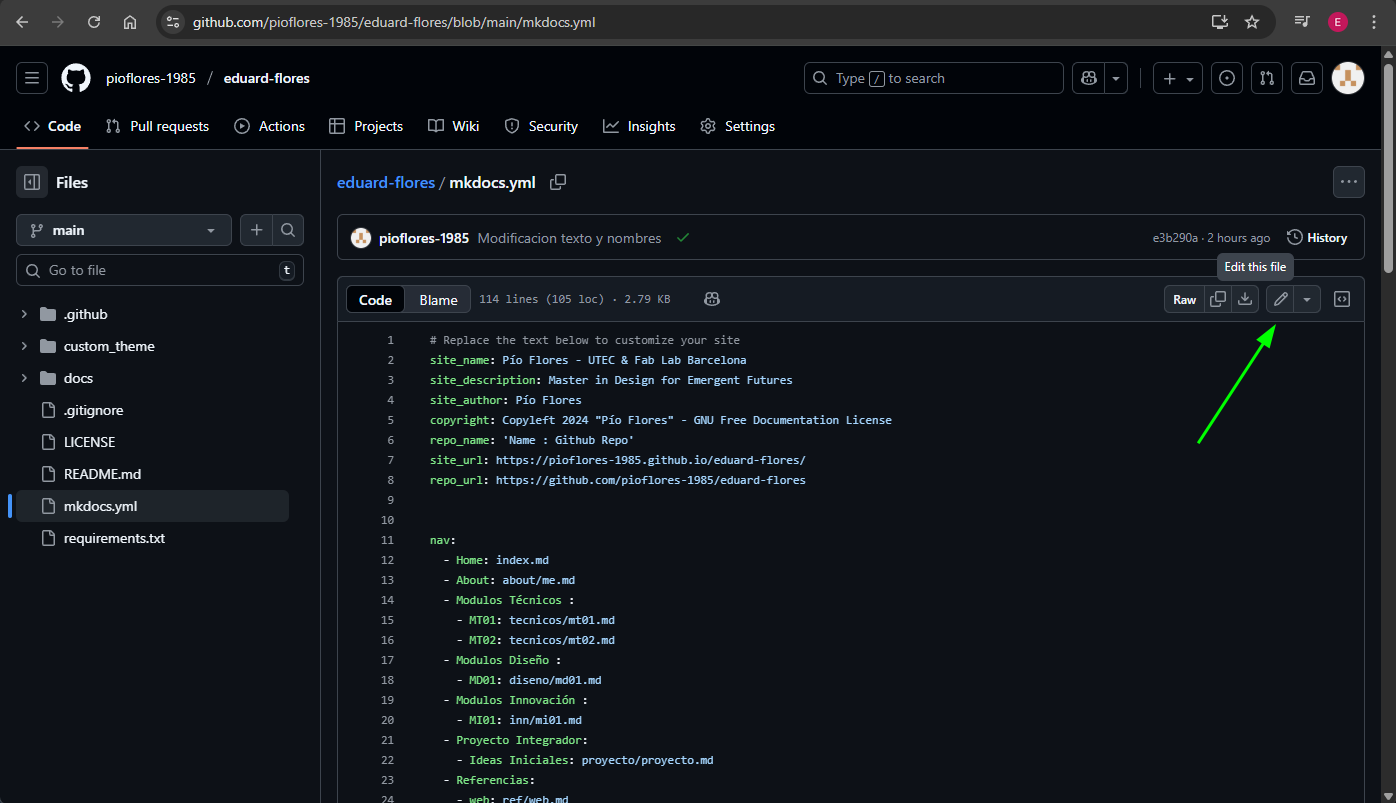 github.com/pioflores-1985/eduard-flores/blob/main/mkdocs.yml
E
pioflores-1985 / eduard-flores
Type / to search
Code Pull requests Actions Projects Wiki Security Insights Settings
Files
eduard-flores / mkdocs.yml
main
pioflores-1985 Modificacion texto y nombres
e3b290a · 2 hours ago History
Go to file t
Edit this file
Code Blame 114 lines (105 loc) · 2.79 KB Raw
.github
custom_theme
docs
.gitignore
LICENSE
README.md
mkdocs.yml
requirements.txt
1 # Replace the text below to customize your site
2 site_name: Pío Flores - UTEC & Fab Lab Barcelona
3 site_description: Master in Design for Emergent Futures
4 site_author: Pío Flores
5 copyright: Copyleft 2024 "Pío Flores" - GNU Free Documentation License
6 repo_name: 'Name : Github Repo'
7 site_url: https://pioflores-1985.github.io/eduard-flores/
8 repo_url: https://github.com/pioflores-1985/eduard-flores
9
10
11 nav:
12 - Home: index.md
13 - About: about/me.md
14 - Modulos Técnicos :
15 - MT01: tecnicos/mt01.md
16 - MT02: tecnicos/mt02.md
17 - Modulos Diseño :
18 - MD01: diseno/md01.md
19 - Modulos Innovación :
20 - MI01: inn/mi01.md
21 - Proyecto Integrador:
22 - Ideas Iniciales: proyecto/proyecto.md
23 - Referencias:
24 - web: ref/web.md